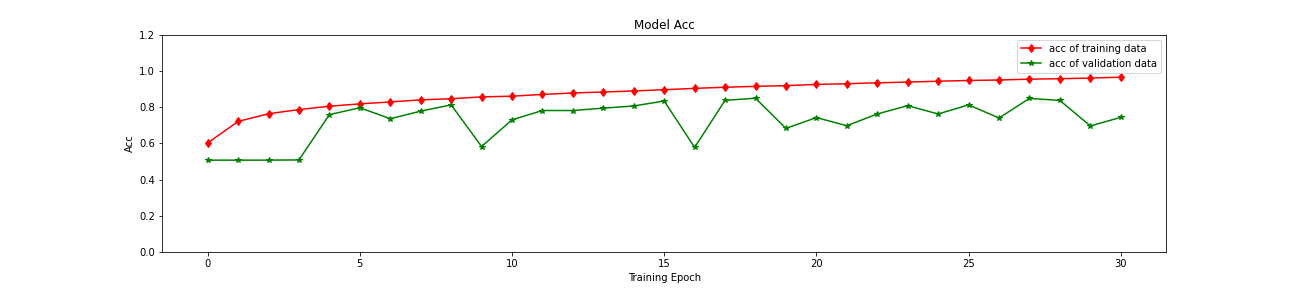 Model Acc
acc of training data
acc of validation data
1.2
1.0
0.8
0.6
0.4
0.2
0.0
Acc
0 5 10 15 20 25 30
Training Epoch